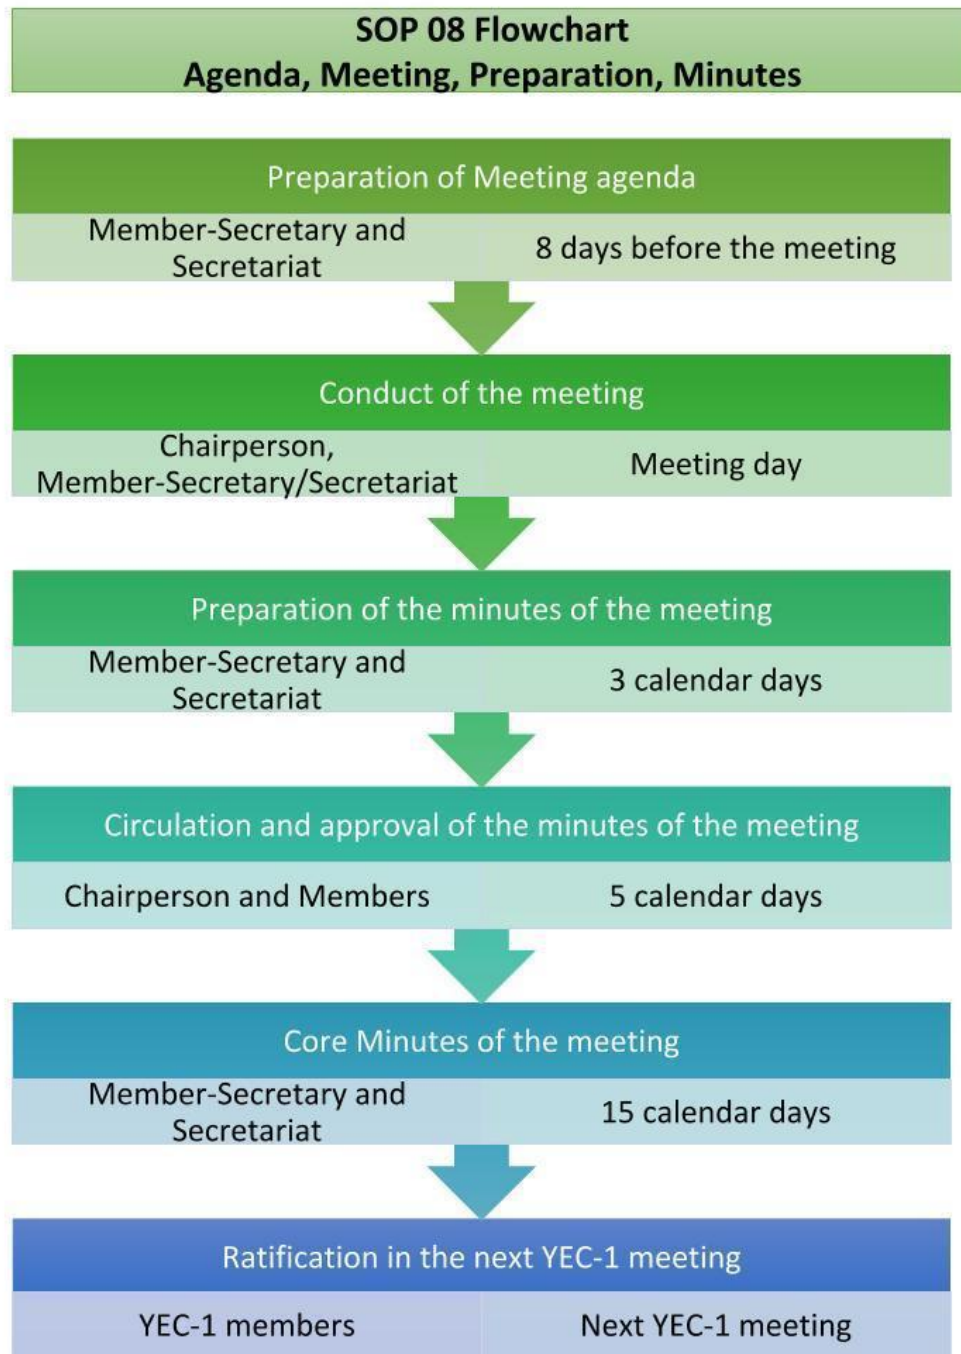 SOP 08 Flowchart
Agenda, Meeting, Preparation, Minutes
Preparation of Meeting agenda
Member-Secretary and
Secretariat
8 days before the meeting
Conduct of the meeting
Chairperson,
Member-Secretary/Secretariat
Meeting day
Preparation of the minutes of the meeting
Member-Secretary and
Secretariat
3 calendar days
Circulation and approval of the minutes of the meeting
Chairperson and Members
5 calendar days
Core Minutes of the meeting
Member-Secretary and
Secretariat
15 calendar days
Ratification in the next YEC-1 meeting
YEC-1 members
Next YEC-1 meeting